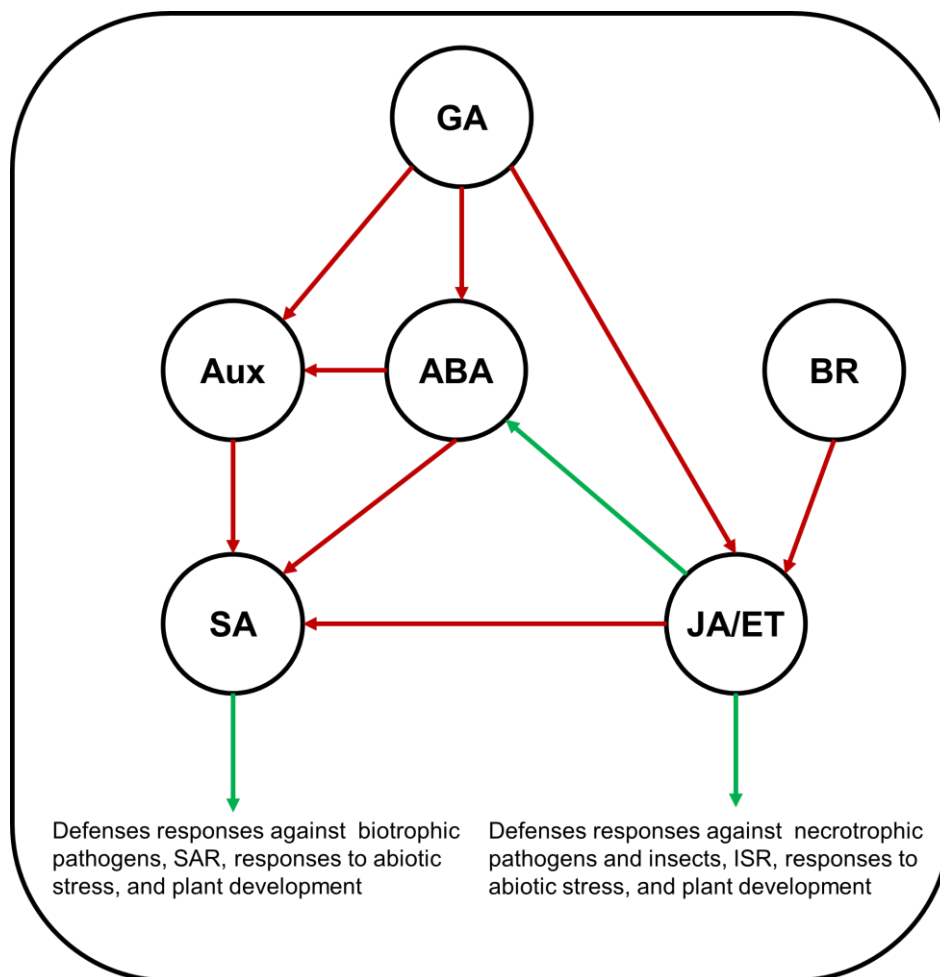 GA
Aux
ABA
BR
SA
JA/ET
Defenses responses against biotrophic
pathogens, SAR, responses to abiotic
stress, and plant development
Defenses responses against necrotrophic
pathogens and insects, ISR, responses to
abiotic stress, and plant development